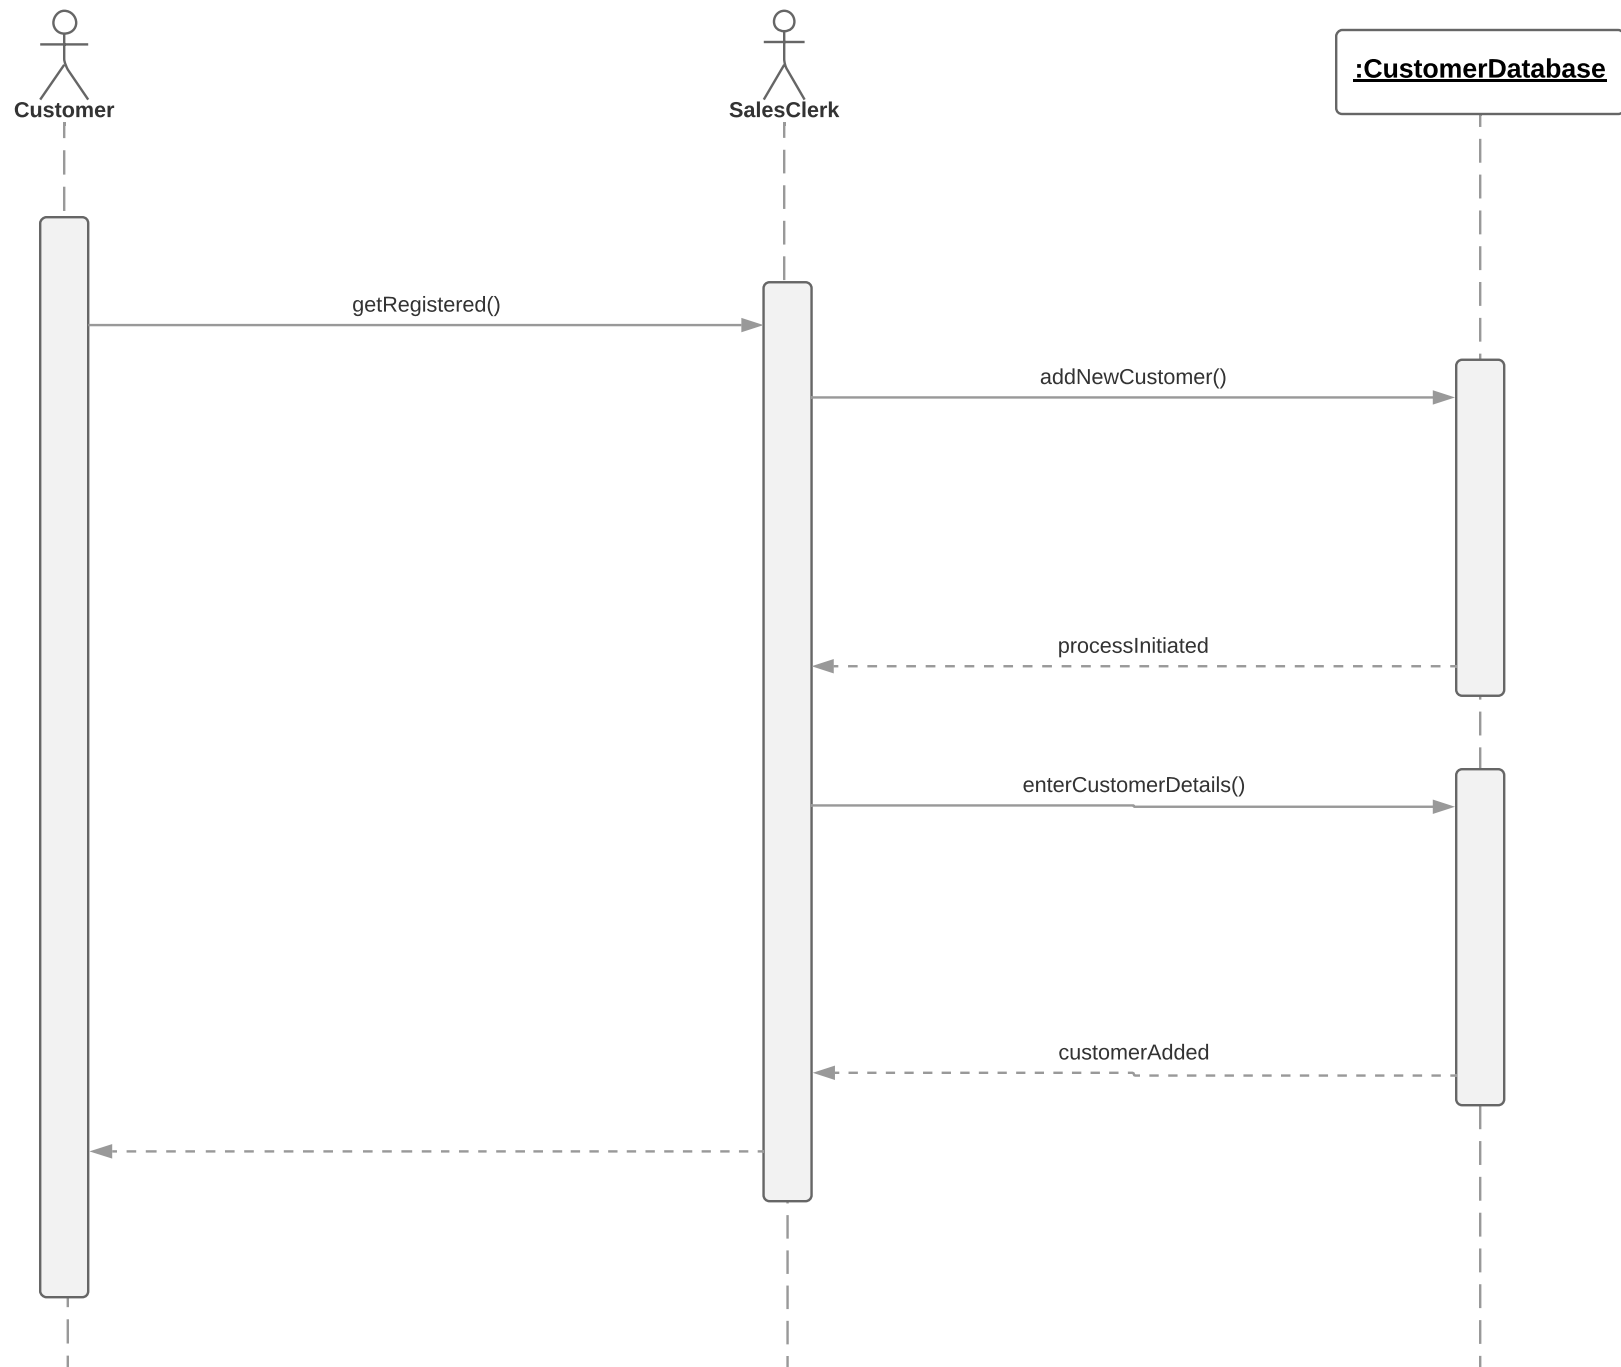 Customer
SalesClerk
:CustomerDatabase
getRegistered()
addNewCustomer()
processInitiated
enterCustomerDetails()
customerAdded